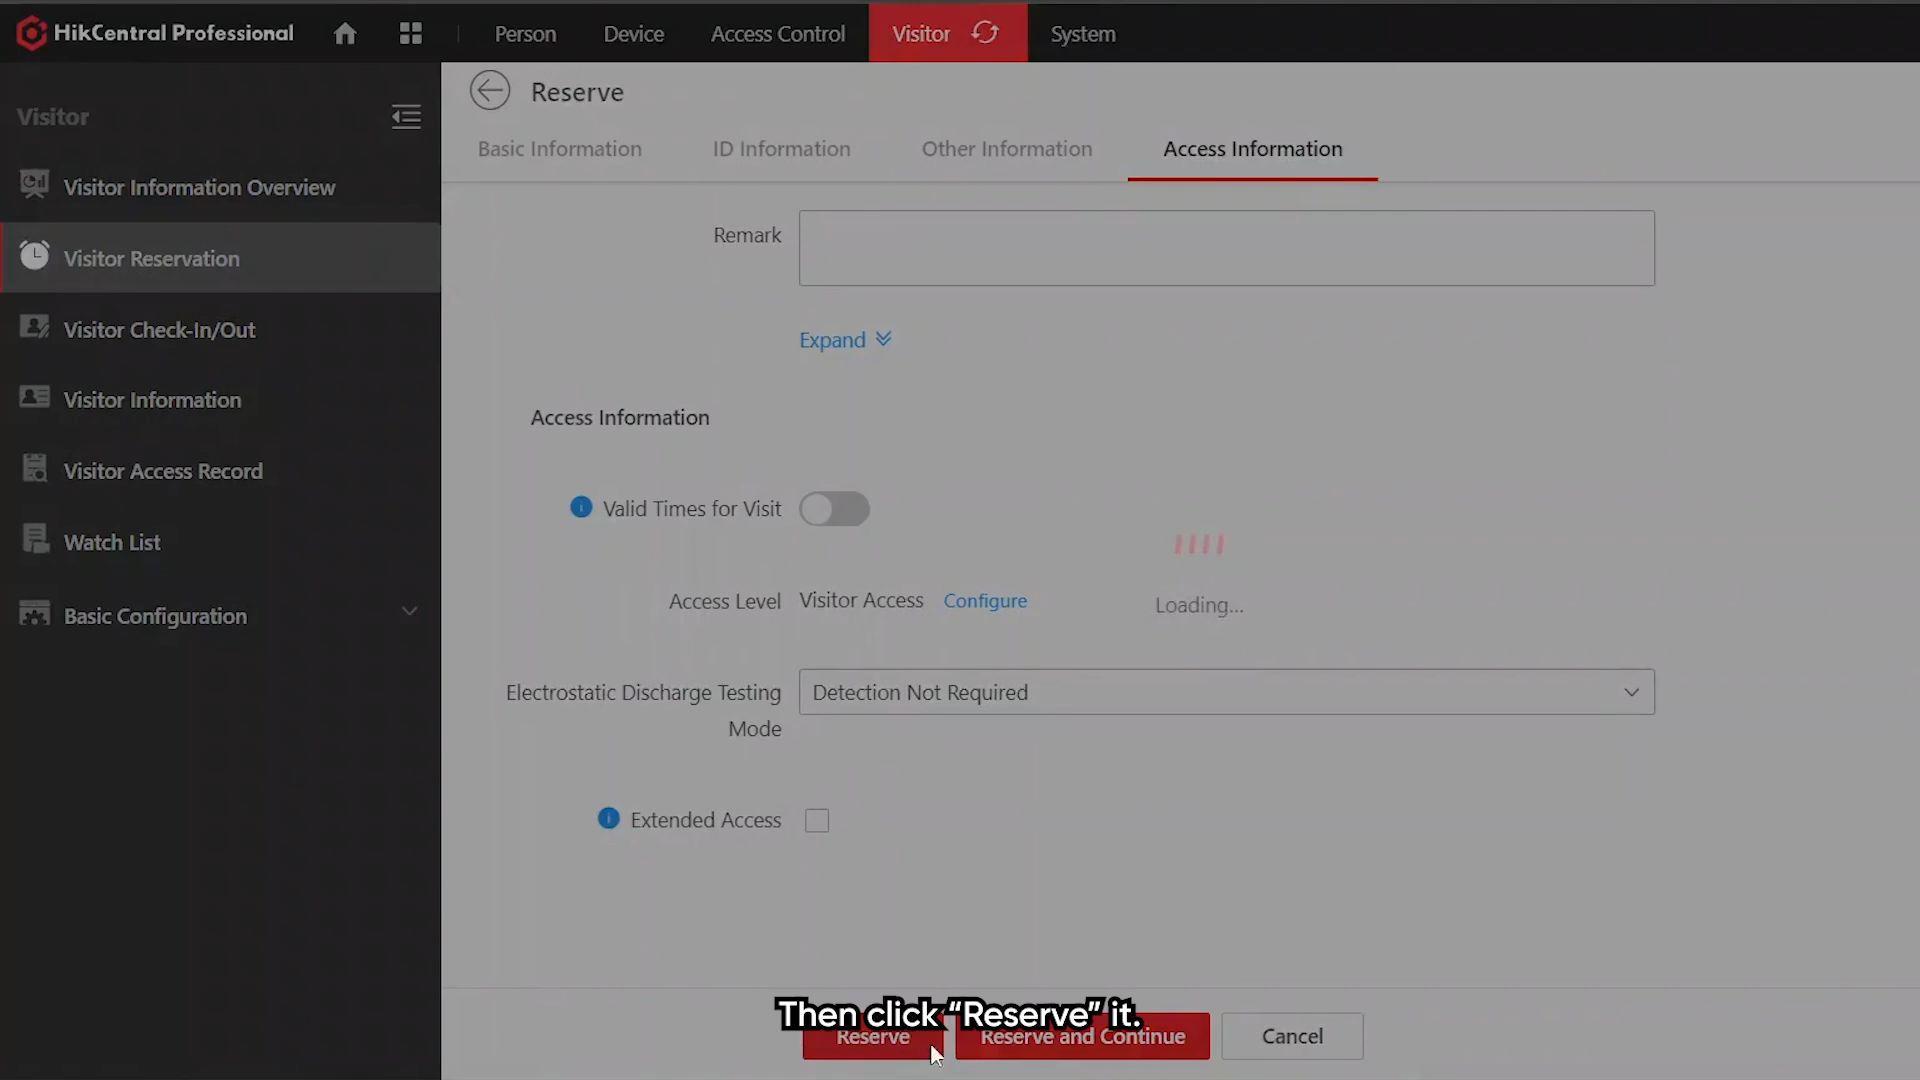 HikCentral Professional
Person
Device
Access Control
Visitor
System
Visitor
Visitor Information Overview
Visitor Reservation
Visitor Check-In/Out
Visitor Information
Visitor Access Record
Watch List
Basic Configuration
Reserve
Basic Information
ID Information
Other Information
Access Information
Remark
Expand
Access Information
Valid Times for Visit
Access Level
Visitor Access
Configure
Loading...
Electrostatic Discharge Testing
Mode
Detection Not Required
Extended Access
Then click “Reserve” it.
Reserve
Reserve and Continue
Cancel